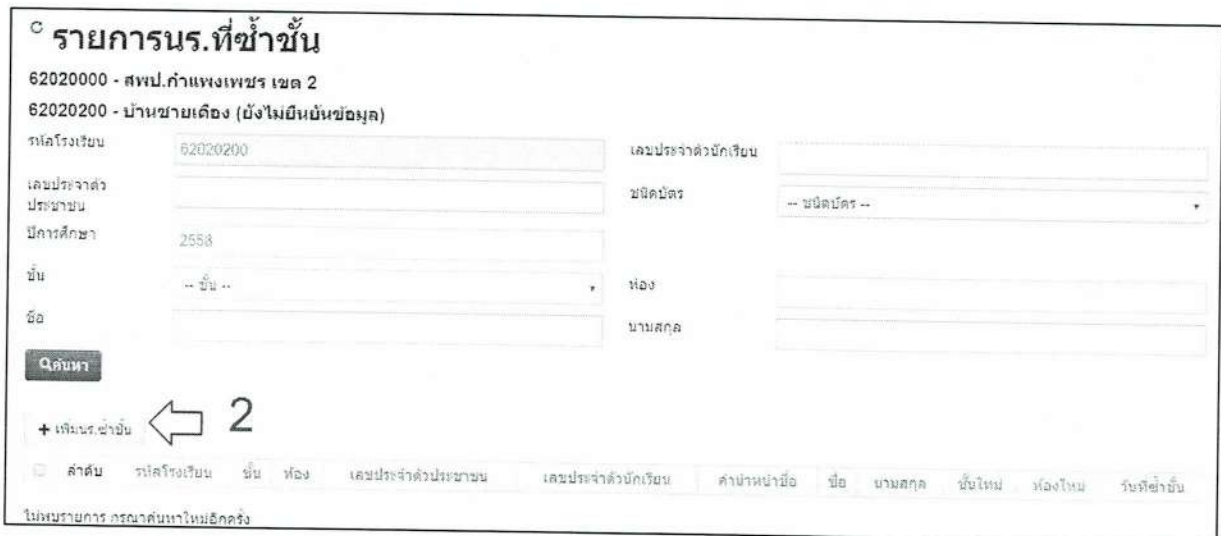 รายการนร.ที่ซ้ำชั้น
62020000 - สพป.กำแพงเพชร เขต 2
62020200 - บ้านชายเคือง (ยังไม่ยืนยันข้อมูล)
รหัสโรงเรียน 62020200 เลขประจำตัวนักเรียน
เลขประจำตัวประชาชน ชนิดบัตร -- ชนิดบัตร --
ปีการศึกษา 2558
ชั้น -- ชั้น -- ห้อง
ชื่อ นามสกุล
ค้นหา
+ เพิ่มนร.ซ้ำชั้น 2
ลำดับ รหัสโรงเรียน ชั้น ห้อง เลขประจำตัวประชาชน เลขประจำตัวนักเรียน คำนำหน้าชื่อ ชื่อ นามสกุล ชั้นใหม่ ห้องใหม่ วันที่ซ้ำชั้น
ไม่พบรายการ กรุณาค้นหาใหม่อีกครั้ง